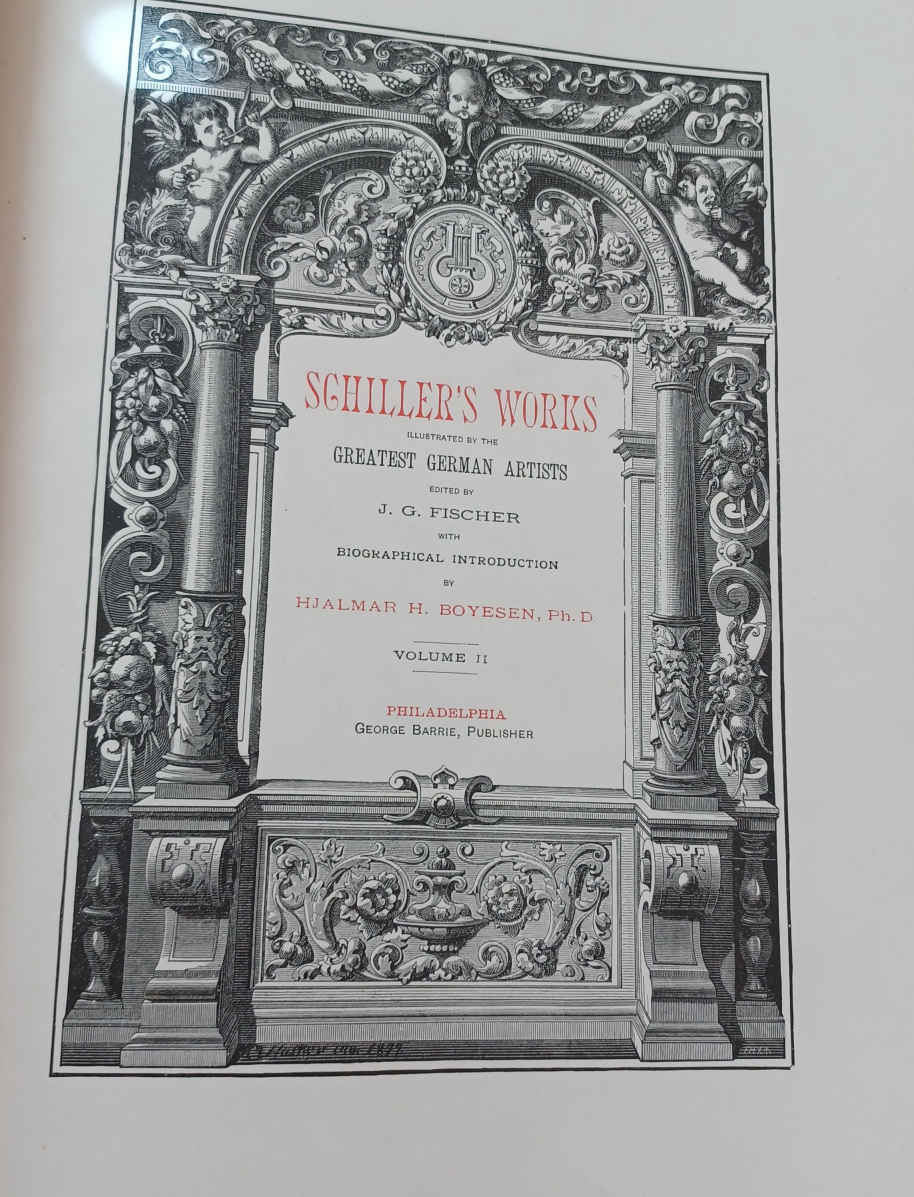 SCHILLER'S WORKS
ILLUSTRATED BY THE
GREATEST GERMAN ARTISTS
EDITED BY
J. G. FISCHER
WITH
BIOGRAPHICAL INTRODUCTION
BY
HJALMAR H. BOYESEN, Ph. D
VOLUME II
PHILADELPHIA
GEORGE BARRIE, PUBLISHER